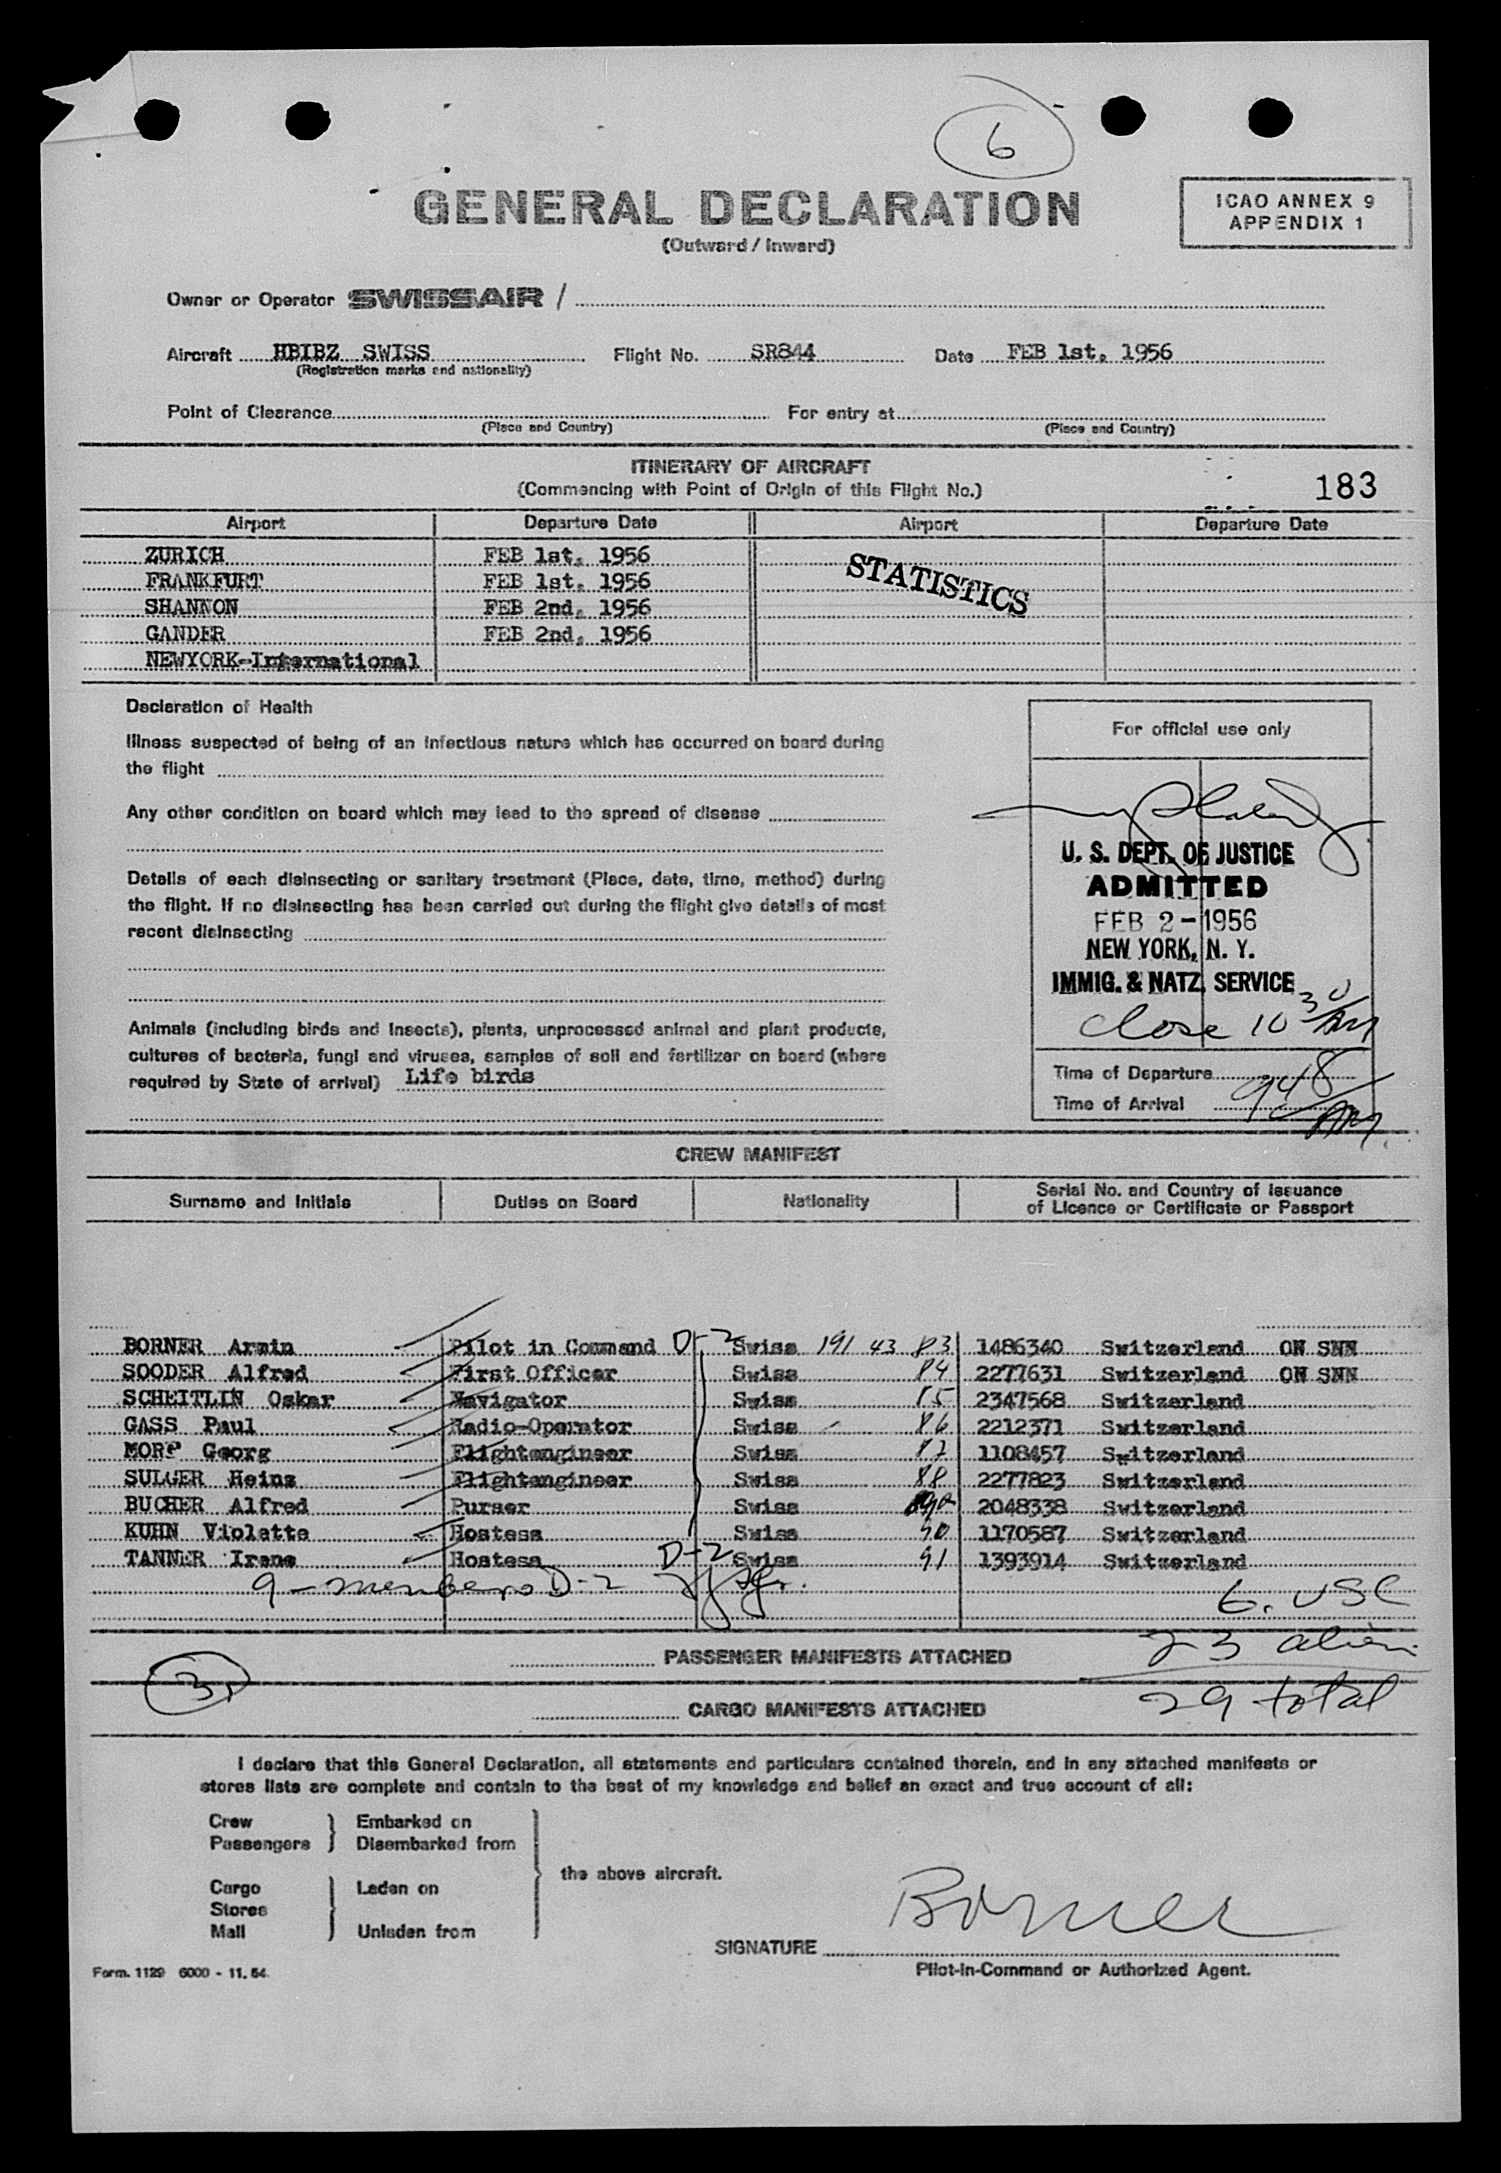 6
GENERAL DECLARATION
(Outward / Inward)
ICAO ANNEX 9
APPENDIX 1
Owner or Operator SWISSAIR /
Aircraft HBIBZ SWISS Flight No. SR844 Date FEB 1st. 1956
(Registration marks and nationality)
Point of Clearance For entry at
(Place and Country) (Place and Country)
ITINERARY OF AIRCRAFT
(Commencing with Point of Origin of this Flight No.)
183
Airport Departure Date Airport Departure Date
ZURICH FEB 1st. 1956
FRANKFURT FEB 1st. 1956
SHANNON FEB 2nd. 1956
GANDER FEB 2nd. 1956
NEWYORK-International
STATISTICS
Declaration of Health
Illness suspected of being of an infectious nature which has occurred on board during
the flight
Any other condition on board which may lead to the spread of disease
Details of each disinsecting or sanitary treatment (Place, date, time, method) during
the flight. If no disinsecting has been carried out during the flight give details of most
recent disinsecting
Animals (including birds and insects), plants, unprocessed animal and plant products,
cultures of bacteria, fungi and viruses, samples of soil and fertilizer on board (where
required by State of arrival) Life birds
For official use only
U. S. DEPT. OF JUSTICE
ADMITTED
FEB 2 - 1956
NEW YORK, N. Y.
IMMIG. & NATZ. SERVICE
Close 10 30 AM
Time of Departure
Time of Arrival 948 AM
CREW MANIFEST
Surname and Initials Duties on Board Nationality Serial No. and Country of Issuance
of Licence or Certificate or Passport
BORNER Armin Pilot in Command D-2 Swiss 191 43 83 1486340 Switzerland ON SNN
SOODER Alfred First Officer Swiss 84 2277631 Switzerland ON SNN
SCHEITLIN Oskar Navigator Swiss 85 2347568 Switzerland
GASS Paul Radio-Operator Swiss 86 2212371 Switzerland
MORF Georg Flightengineer Swiss 87 1108457 Switzerland
SULGER Heinz Flightengineer Swiss 88 2277823 Switzerland
BUCHER Alfred Purser Swiss 2048338 Switzerland
KUHN Violette Hostess Swiss 90 1170587 Switzerland
TANNER Irene Hostess D-2 Swiss 91 1393914 Switzerland
9 - members D-2
6. USC
23 alien
29 total
3
PASSENGER MANIFESTS ATTACHED
CARGO MANIFESTS ATTACHED
I declare that this General Declaration, all statements and particulars contained therein, and in any attached manifests or
stores lists are complete and contain to the best of my knowledge and belief an exact and true account of all:
Crew Embarked on
Passengers Disembarked from
the above aircraft.
Cargo Laden on
Stores
Mail Unladen from
Borner
SIGNATURE
Pilot-in-Command or Authorized Agent.
Form. 1129 6000 - 11. 54.